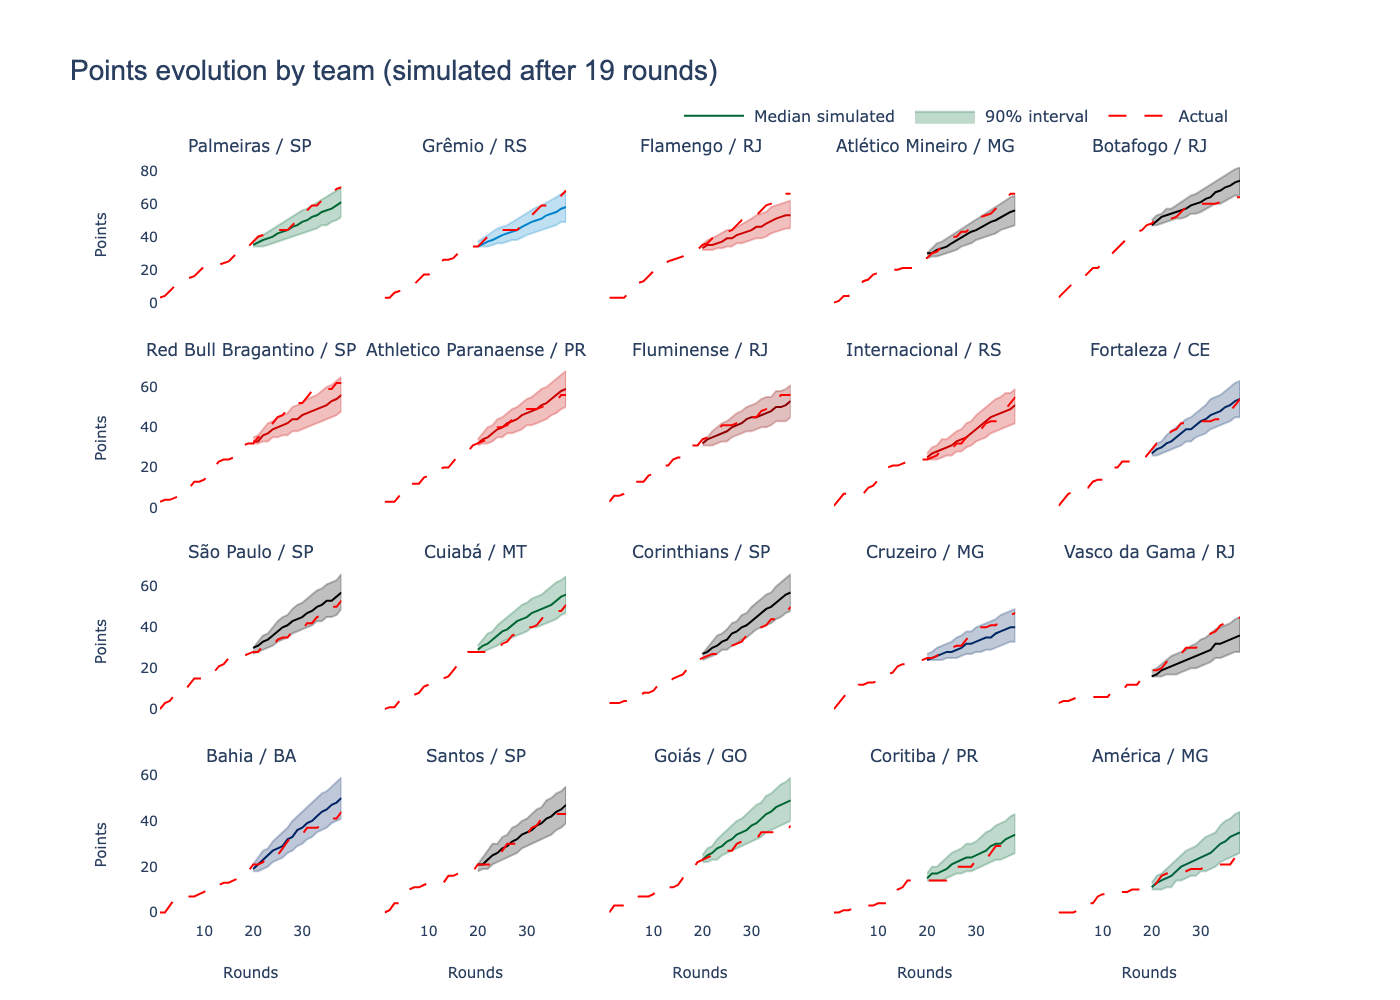 Points evolution by team (simulated after 19 rounds)
Median simulated 90% interval Actual
Palmeiras / SP Grêmio / RS Flamengo / RJ Atlético Mineiro / MG Botafogo / RJ
80
60
40
20
0
Points
Red Bull Bragantino / SP Athletico Paranaense / PR Fluminense / RJ Internacional / RS Fortaleza / CE
60
40
20
0
Points
São Paulo / SP Cuiabá / MT Corinthians / SP Cruzeiro / MG Vasco da Gama / RJ
60
40
20
0
Points
Bahia / BA Santos / SP Goiás / GO Coritiba / PR América / MG
60
40
20
0
Points
10 20 30 10 20 30 10 20 30 10 20 30 10 20 30
Rounds Rounds Rounds Rounds Rounds